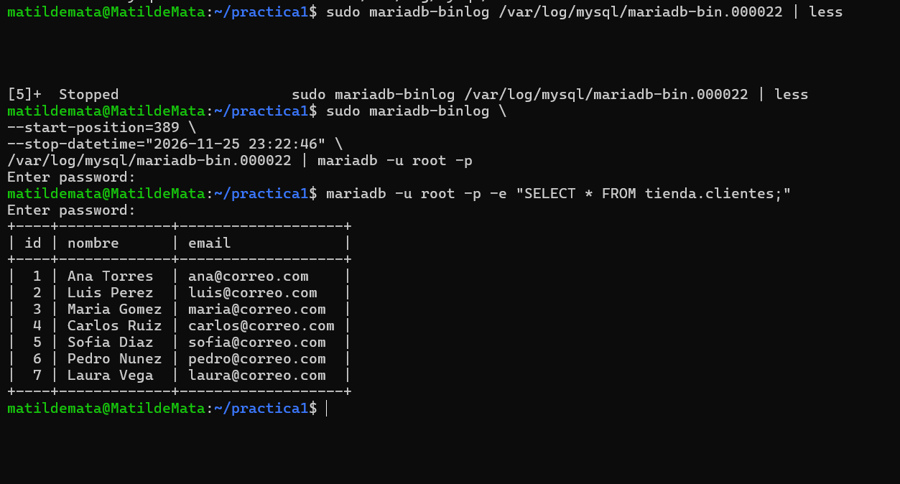 matildemata@MatildeMata:~/practica1$ sudo mariadb-binlog /var/log/mysql/mariadb-bin.000022 | less
[5]+  Stopped                 sudo mariadb-binlog /var/log/mysql/mariadb-bin.000022 | less
matildemata@MatildeMata:~/practica1$ sudo mariadb-binlog \
--start-position=389 \
--stop-datetime="2026-11-25 23:22:46" \
/var/log/mysql/mariadb-bin.000022 | mariadb -u root -p
Enter password:
matildemata@MatildeMata:~/practica1$ mariadb -u root -p -e "SELECT * FROM tienda.clientes;"
Enter password:
+----+-------------+-------------------+
| id | nombre      | email             |
+----+-------------+-------------------+
|  1 | Ana Torres  | ana@correo.com    |
|  2 | Luis Perez  | luis@correo.com   |
|  3 | Maria Gomez | maria@correo.com  |
|  4 | Carlos Ruiz | carlos@correo.com |
|  5 | Sofia Diaz  | sofia@correo.com  |
|  6 | Pedro Nunez | pedro@correo.com  |
|  7 | Laura Vega  | laura@correo.com  |
+----+-------------+-------------------+
matildemata@MatildeMata:~/practica1$